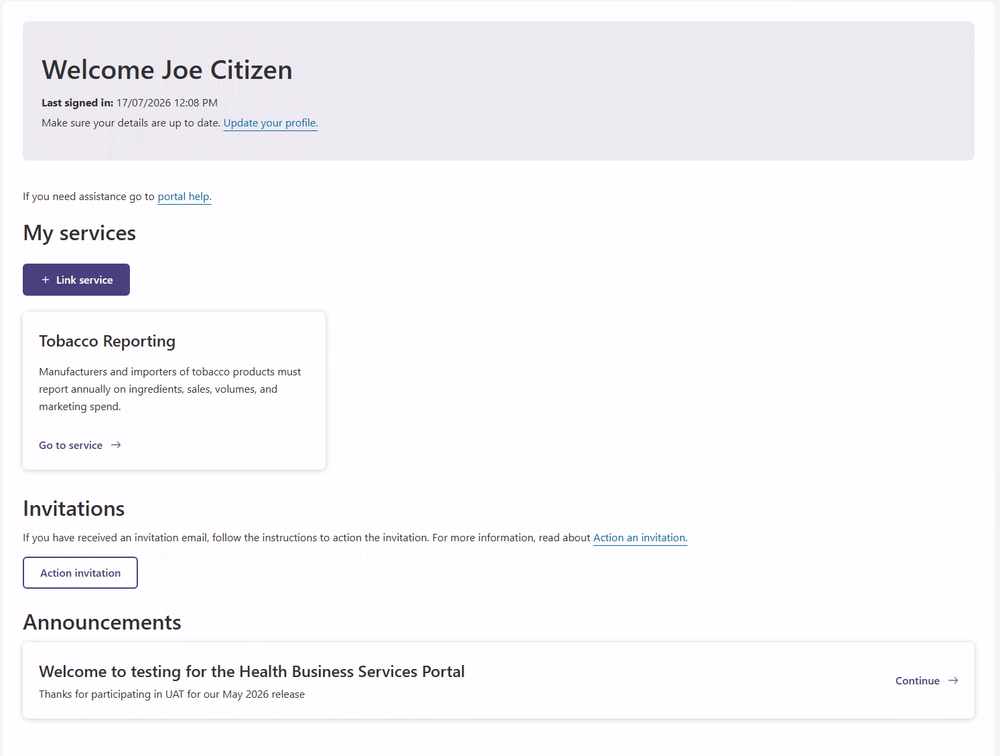 Welcome Joe Citizen
Last signed in: 17/07/2026 12:08 PM
Make sure your details are up to date. Update your profile.
If you need assistance go to portal help.
My services
+ Link service
Tobacco Reporting
Manufacturers and importers of tobacco products must
report annually on ingredients, sales, volumes, and
marketing spend.
Go to service →
Invitations
If you have received an invitation email, follow the instructions to action the invitation. For more information, read about Action an invitation.
Action invitation
Announcements
Welcome to testing for the Health Business Services Portal
Thanks for participating in UAT for our May 2026 release
Continue →